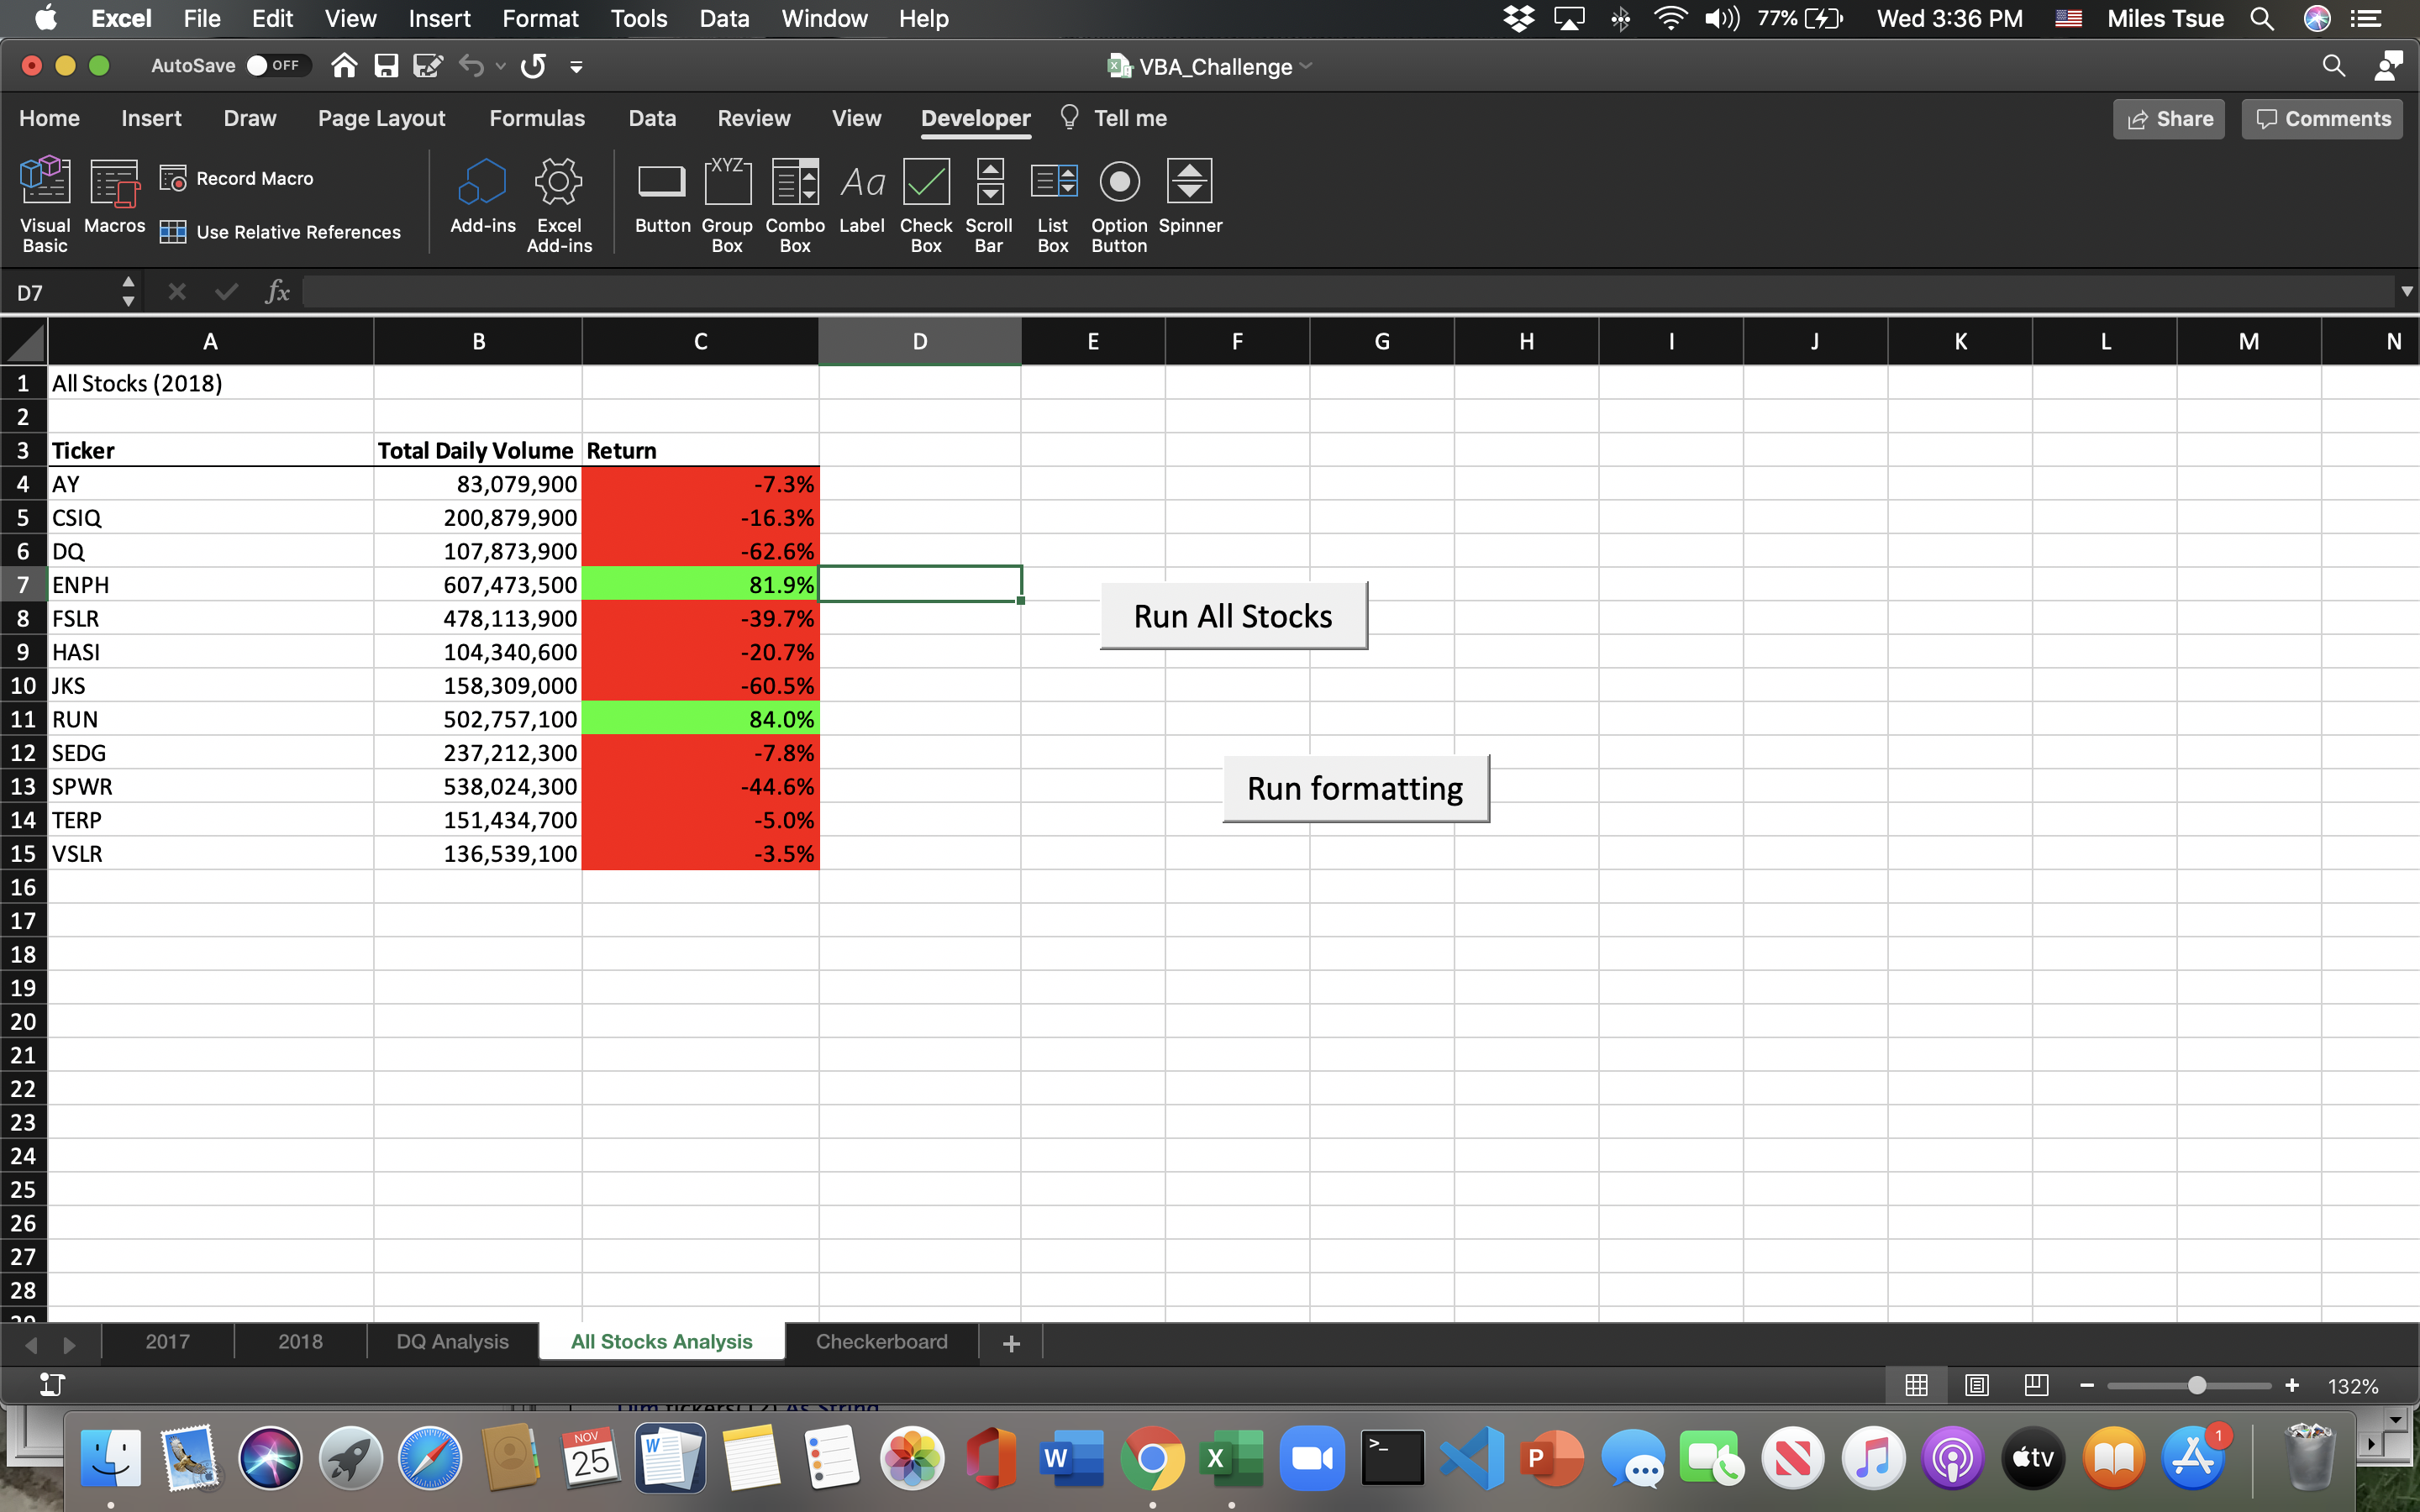 Excel File Edit View Insert Format Tools Data Window Help 77% Wed 3:36 PM Miles Tsue
AutoSave OFF VBA_Challenge
Home Insert Draw Page Layout Formulas Data Review View Developer Tell me Share Comments
Visual Basic Macros Record Macro Use Relative References Add-ins Excel Add-ins Button XYZ Group Box Combo Box Aa Label Check Box Scroll Bar List Box Option Button Spinner
D7 fx
A B C D E F G H I J K L M N
1 All Stocks (2018)
2
3 Ticker Total Daily Volume Return
4 AY 83,079,900 -7.3%
5 CSIQ 200,879,900 -16.3%
6 DQ 107,873,900 -62.6%
7 ENPH 607,473,500 81.9%
8 FSLR 478,113,900 -39.7% Run All Stocks
9 HASI 104,340,600 -20.7%
10 JKS 158,309,000 -60.5%
11 RUN 502,757,100 84.0%
12 SEDG 237,212,300 -7.8%
13 SPWR 538,024,300 -44.6% Run formatting
14 TERP 151,434,700 -5.0%
15 VSLR 136,539,100 -3.5%
16
17
18
19
20
21
22
23
24
25
26
27
28
29
2017 2018 DQ Analysis All Stocks Analysis Checkerboard +
132%
Dim tickers(12) As String
NOV 25 W W X >_ P tv 1